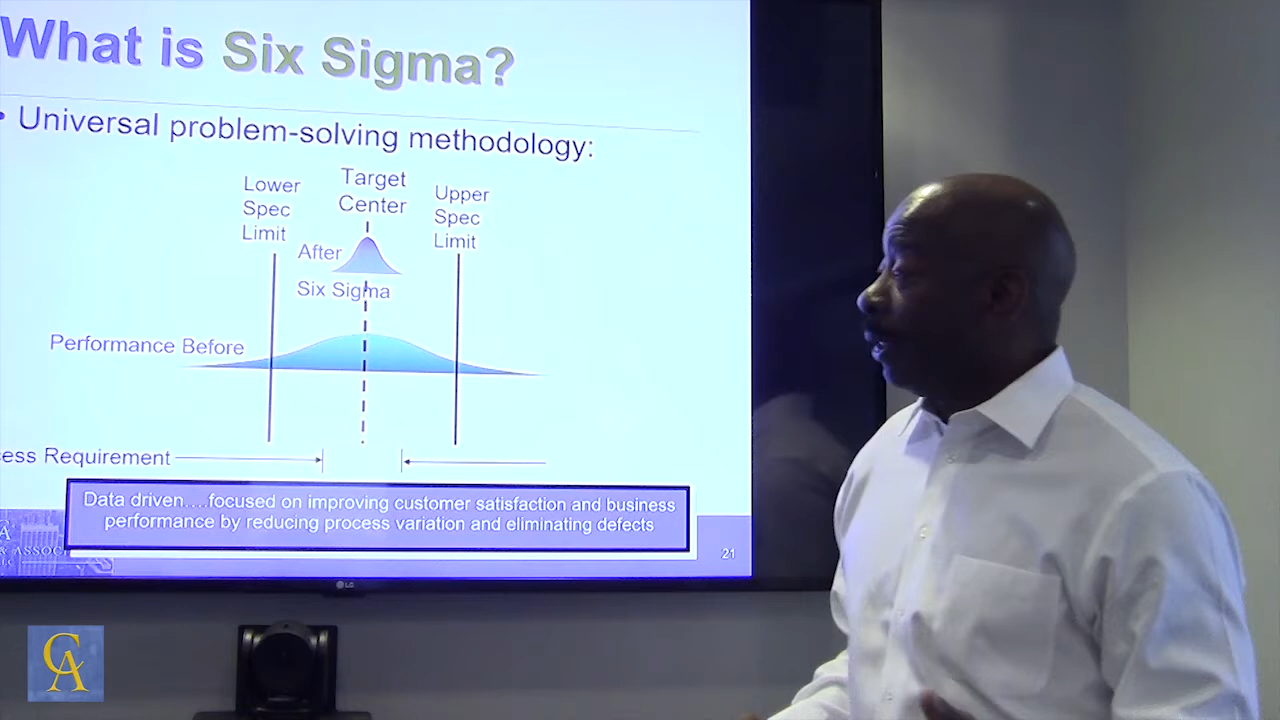 What is Six Sigma?
• Universal problem-solving methodology:
Lower
Spec
Limit
Target
Center
Upper
Spec
Limit
After
Six Sigma
Performance Before
ess Requirement
Data driven....focused on improving customer satisfaction and business
performance by reducing process variation and eliminating defects
A
R ASSOC
LLC
21
LG
CA